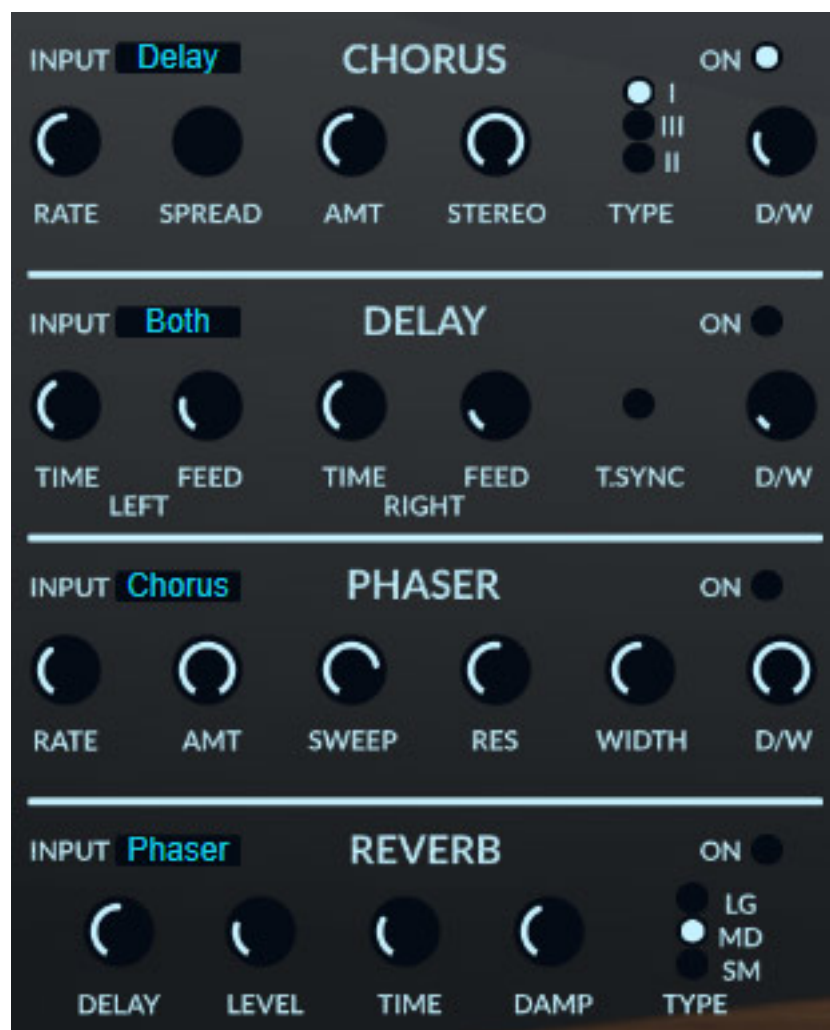 INPUT Delay CHORUS ON
I
III
II
RATE SPREAD AMT STEREO TYPE D/W
INPUT Both DELAY ON
TIME FEED TIME FEED T.SYNC D/W
LEFT RIGHT
INPUT Chorus PHASER ON
RATE AMT SWEEP RES WIDTH D/W
INPUT Phaser REVERB ON
LG
MD
SM
DELAY LEVEL TIME DAMP TYPE